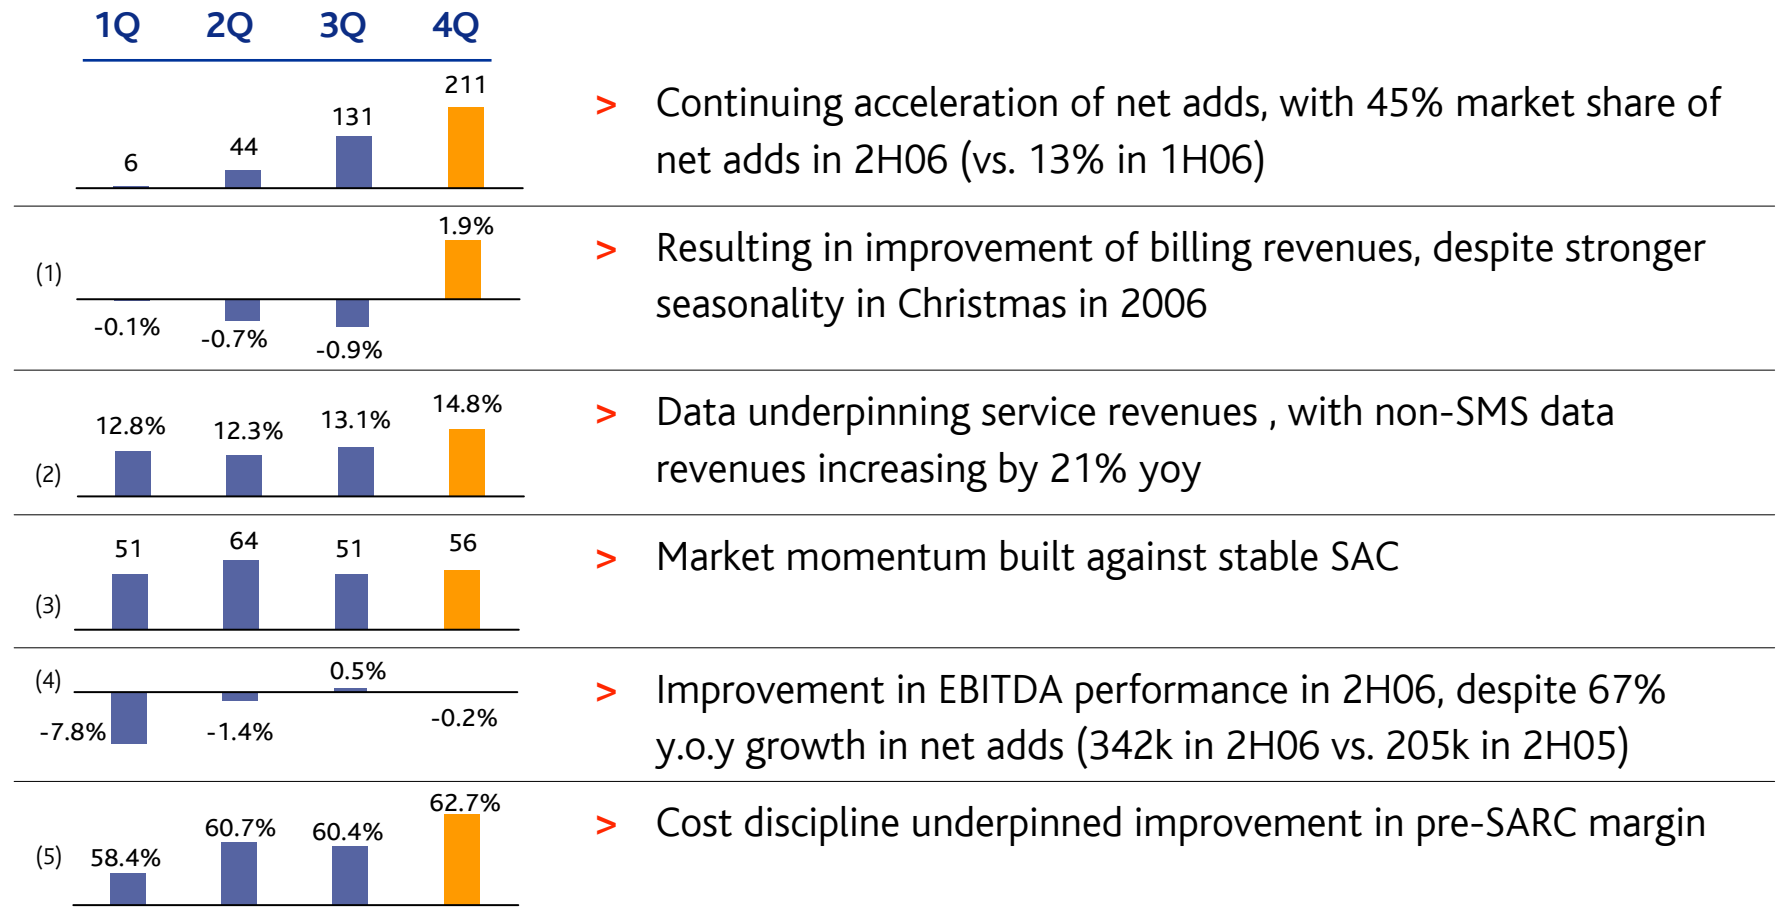 1Q 2Q 3Q 4Q
6 44 131 211
> Continuing acceleration of net adds, with 45% market share of
net adds in 2H06 (vs. 13% in 1H06)
(1) -0.1% -0.7% -0.9% 1.9%
> Resulting in improvement of billing revenues, despite stronger
seasonality in Christmas in 2006
(2) 12.8% 12.3% 13.1% 14.8%
> Data underpinning service revenues , with non-SMS data
revenues increasing by 21% yoy
(3) 51 64 51 56
> Market momentum built against stable SAC
(4) -7.8% -1.4% 0.5% -0.2%
> Improvement in EBITDA performance in 2H06, despite 67%
y.o.y growth in net adds (342k in 2H06 vs. 205k in 2H05)
(5) 58.4% 60.7% 60.4% 62.7%
> Cost discipline underpinned improvement in pre-SARC margin